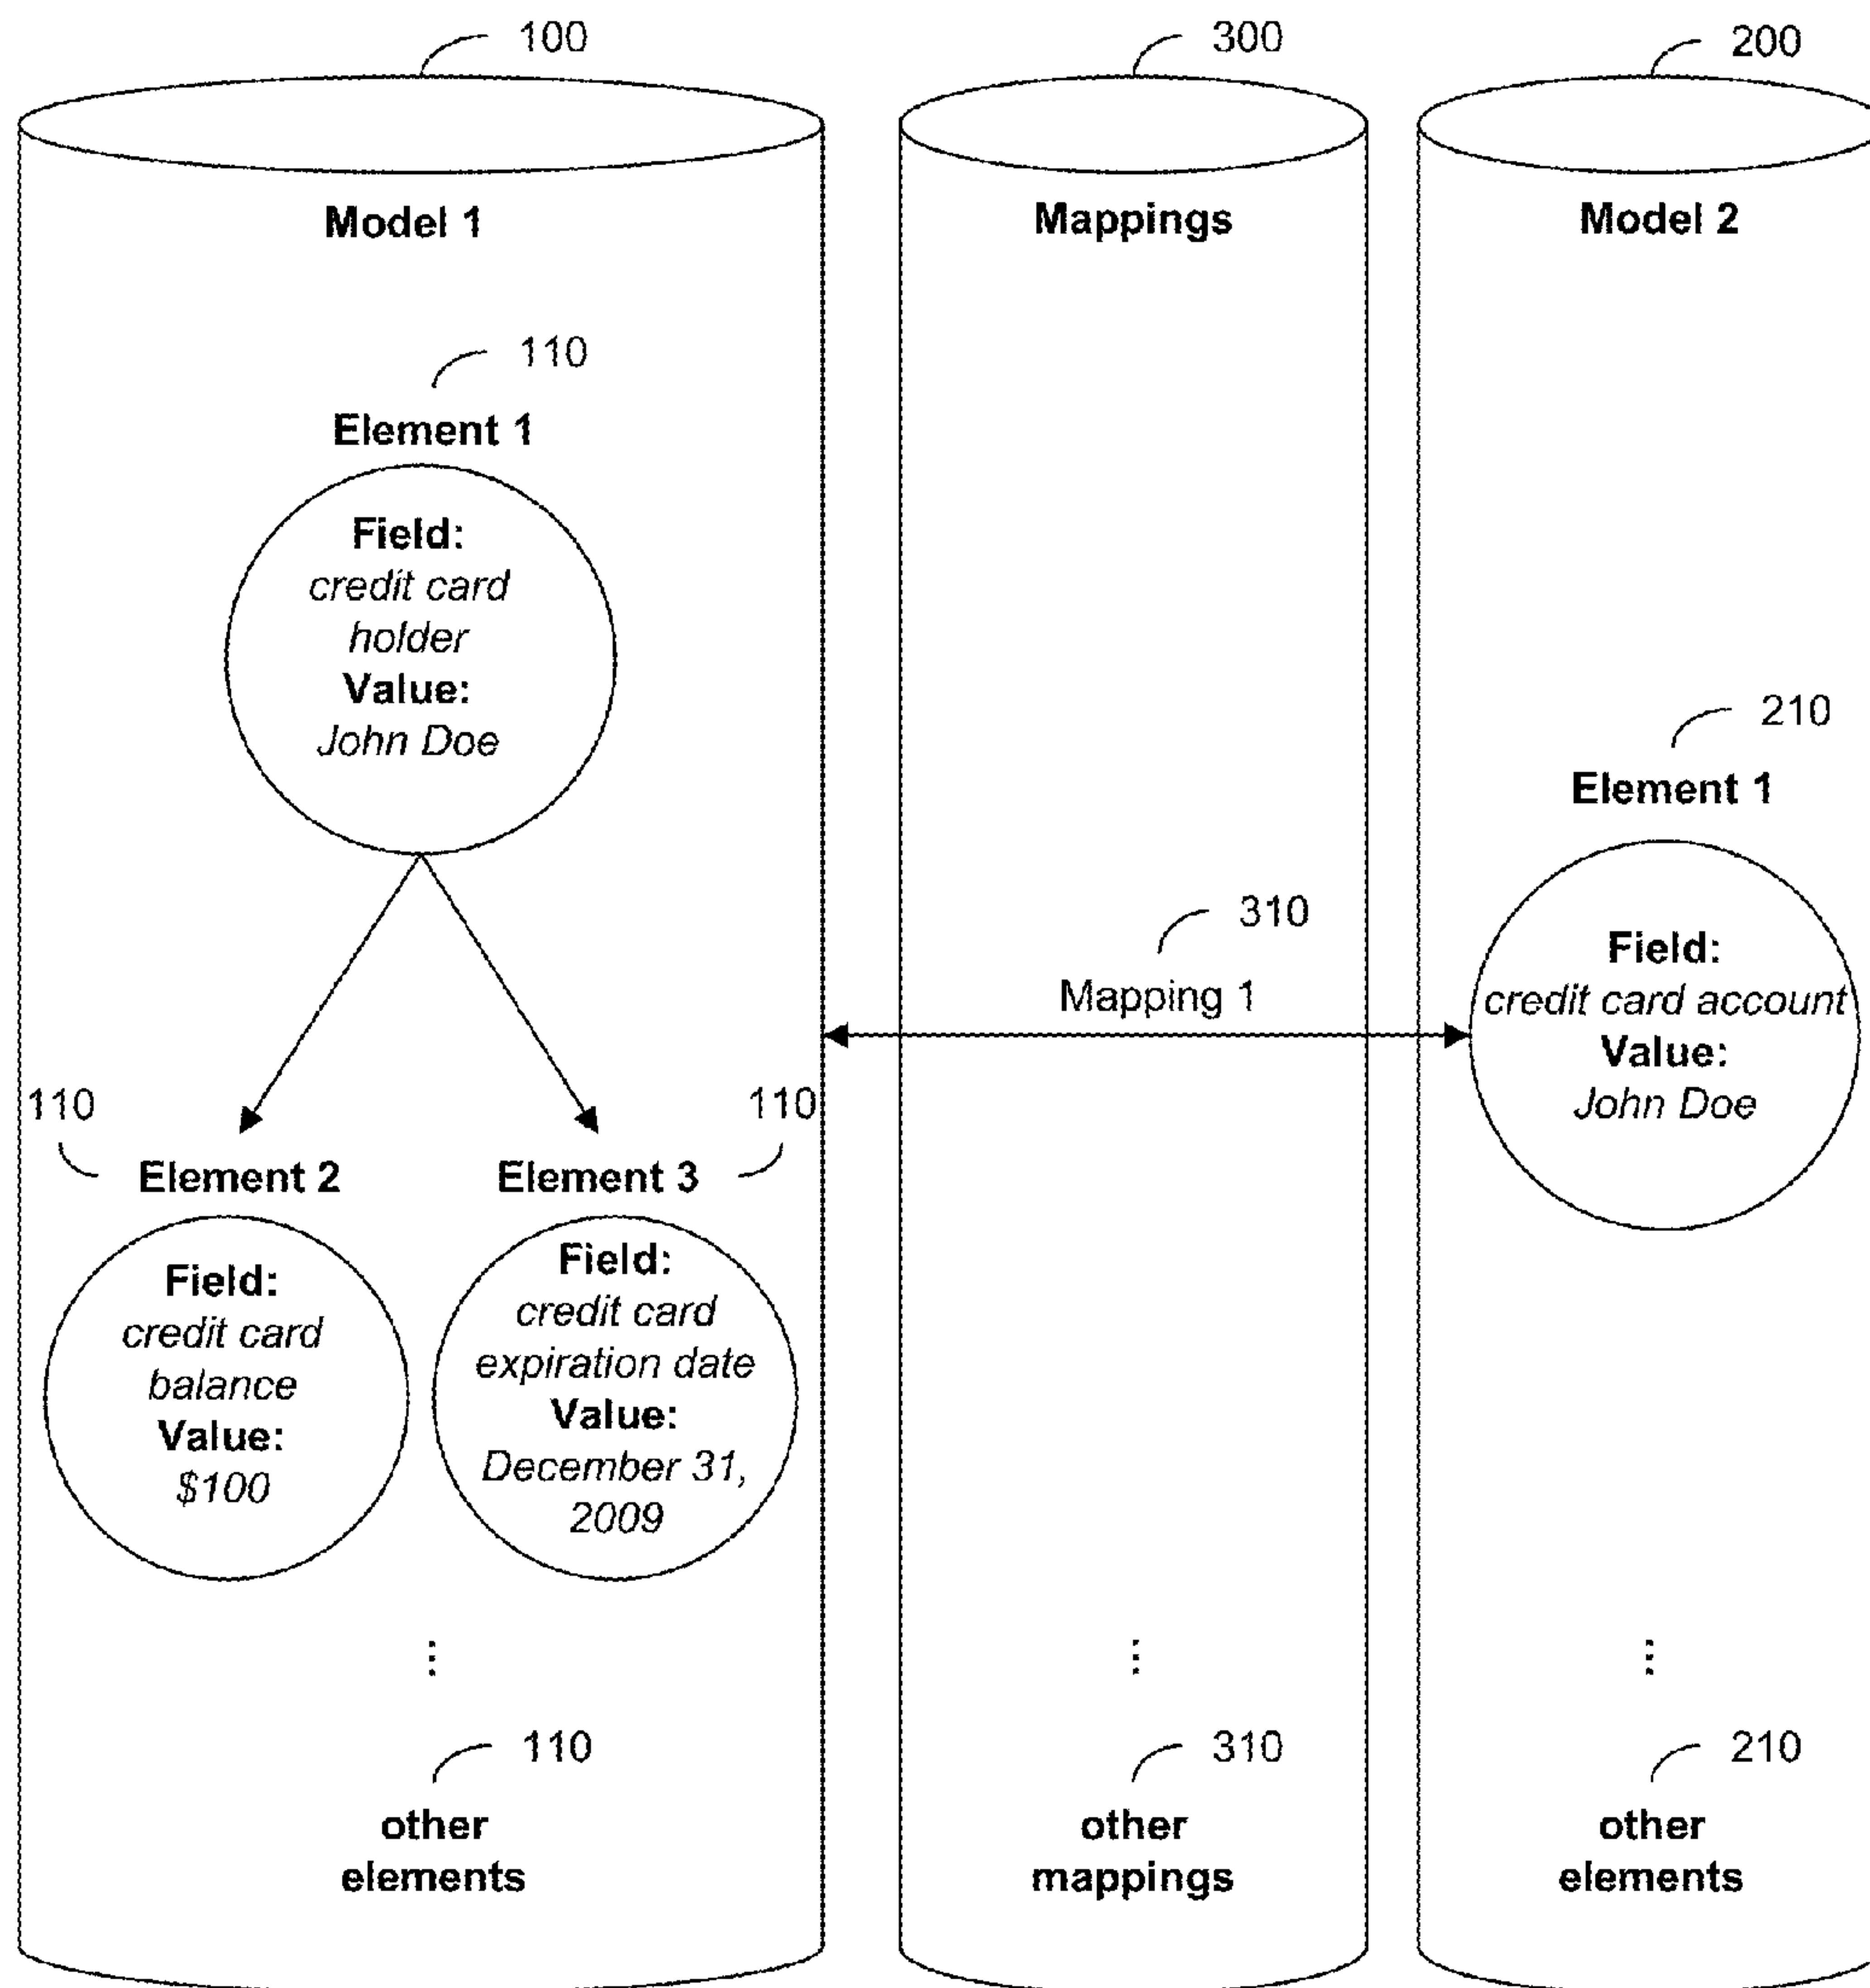 100
300
200
Model 1
Mappings
Model 2
110
Element 1
Field:
credit card
holder
Value:
John Doe
210
Element 1
Field:
credit card account
Value:
John Doe
310
Mapping 1
110
Element 2
Field:
credit card
balance
Value:
$100
110
Element 3
Field:
credit card
expiration date
Value:
December 31,
2009
110
other
elements
310
other
mappings
210
other
elements